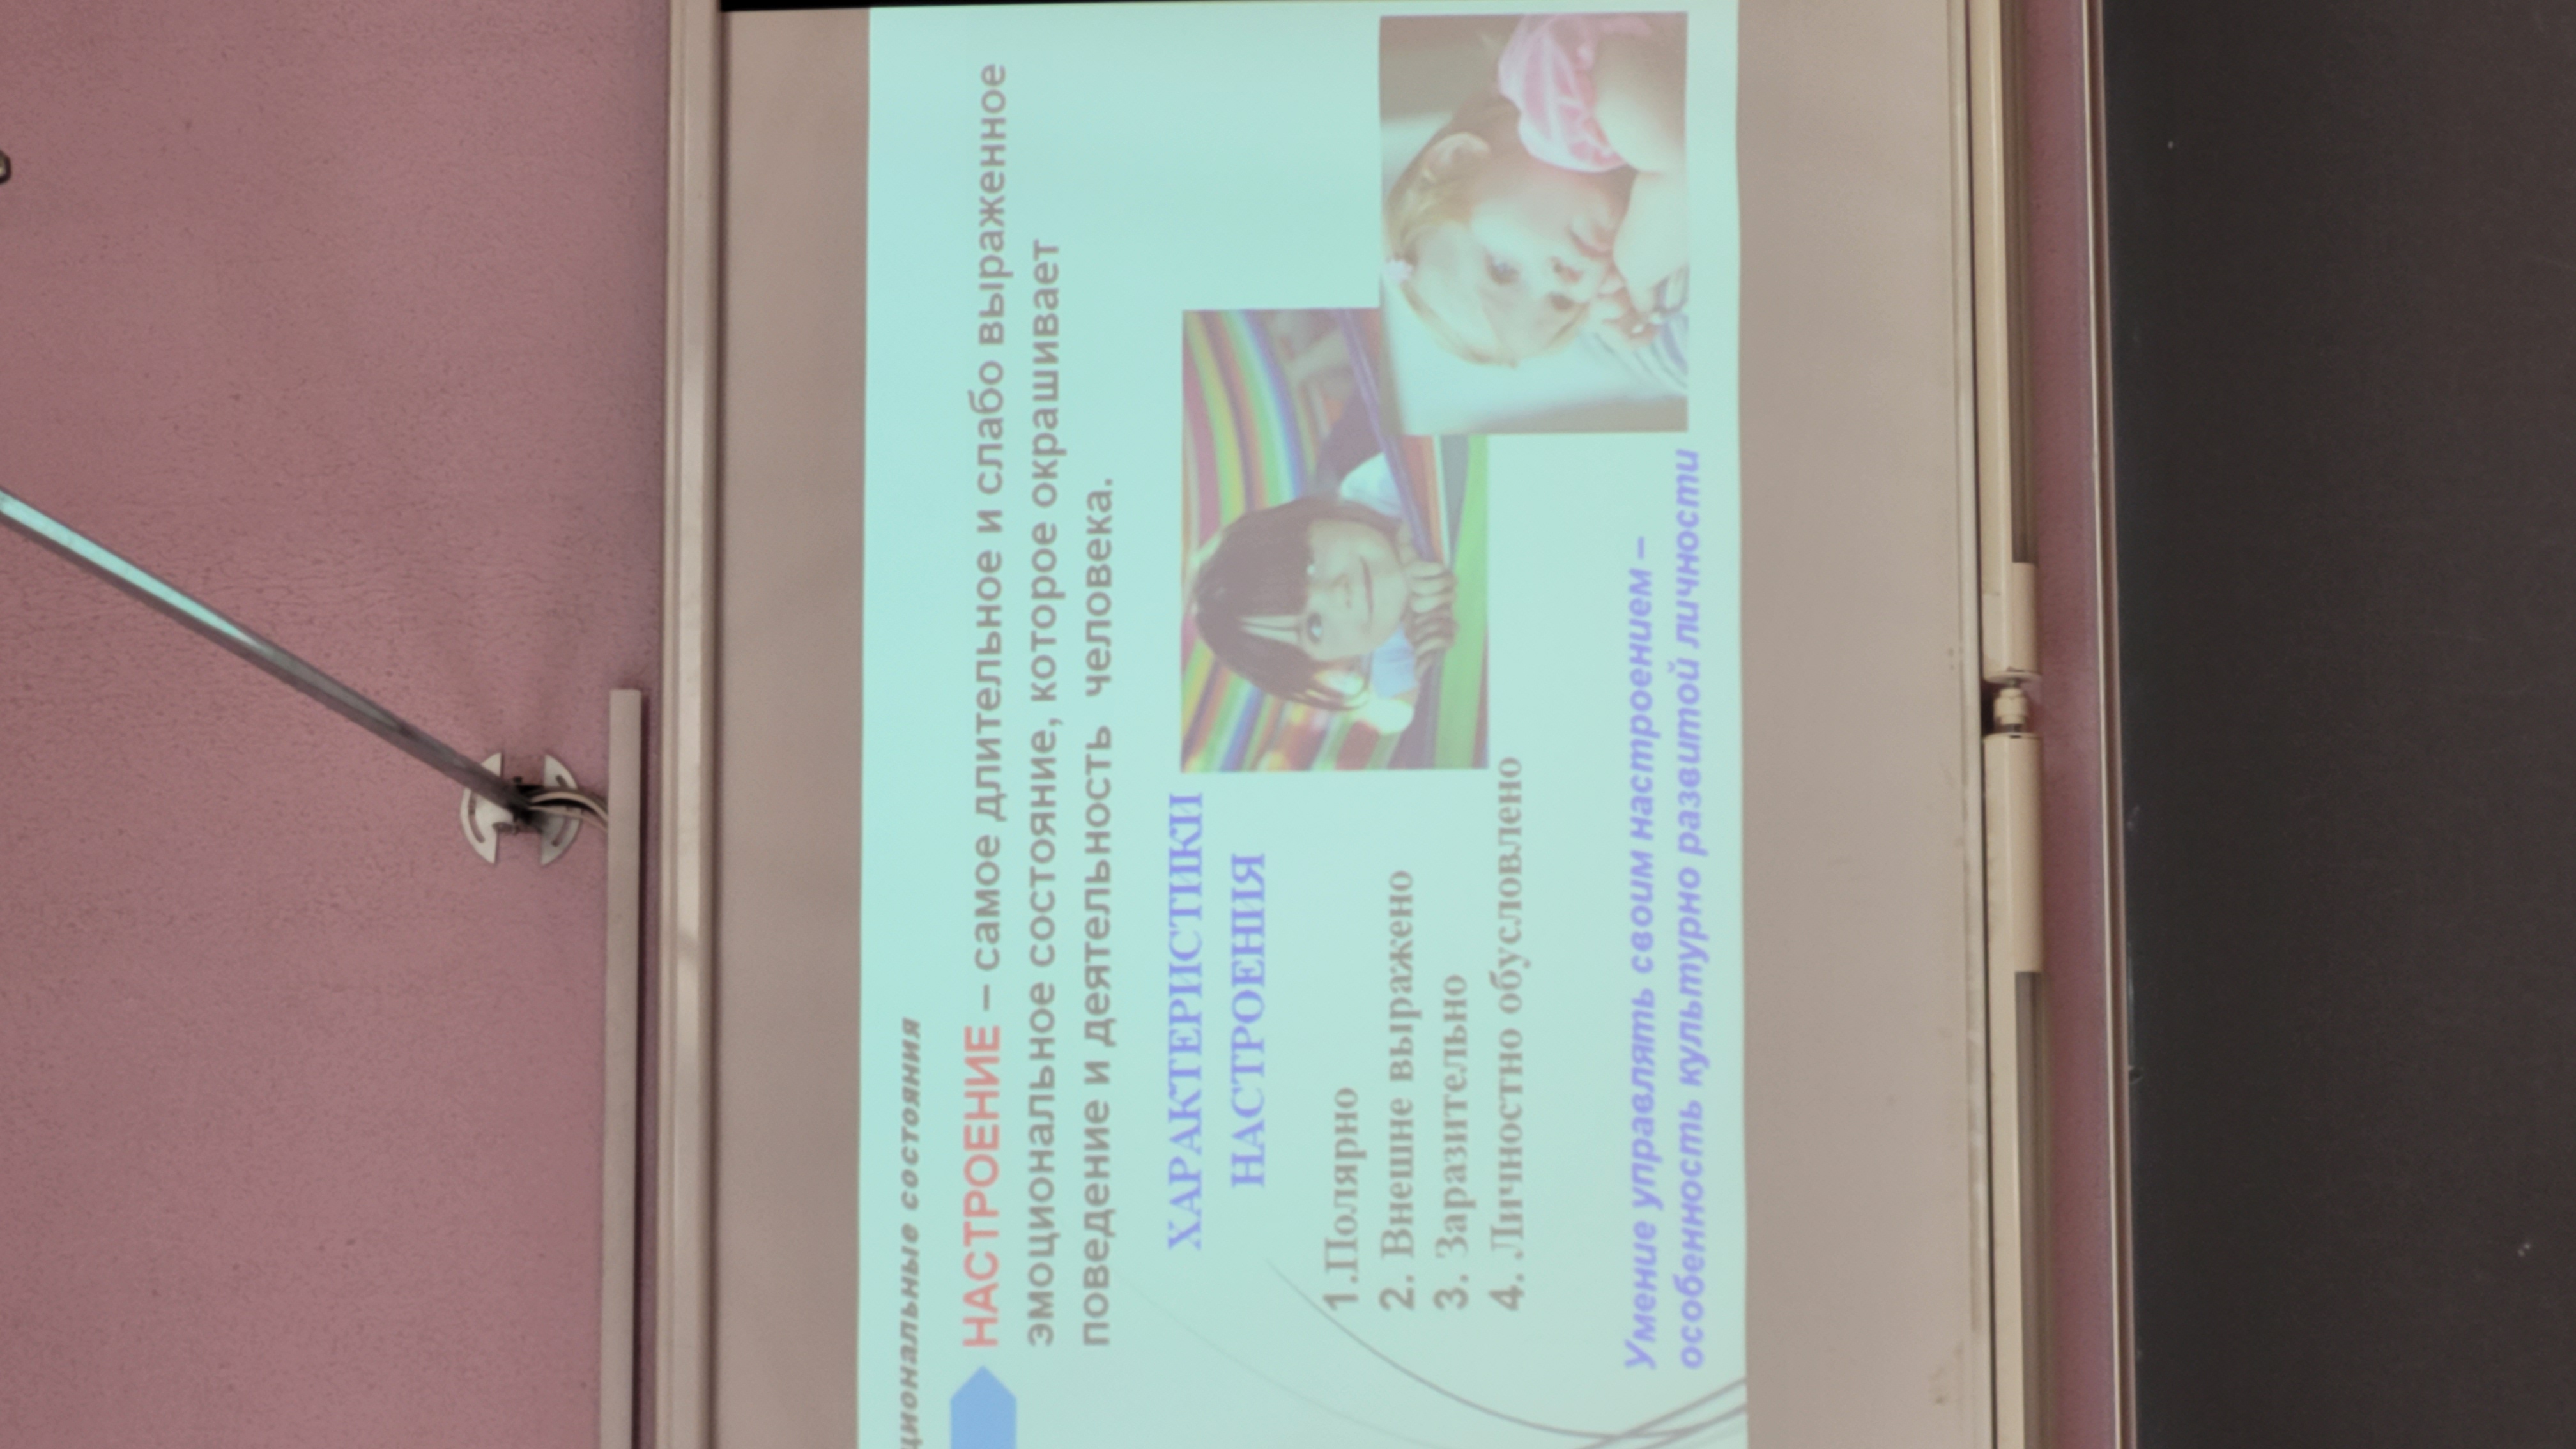 циональные состояния
НАСТРОЕНИЕ – самое длительное и слабо выраженное
эмоциональное состояние, которое окрашивает
поведение и деятельность человека.
ХАРАКТЕРИСТИКИ
НАСТРОЕНИЯ
1.Полярно
2. Внешне выражено
3. Заразительно
4. Личностно обусловлено
Умение управлять своим настроением –
особенность культурно развитой личности